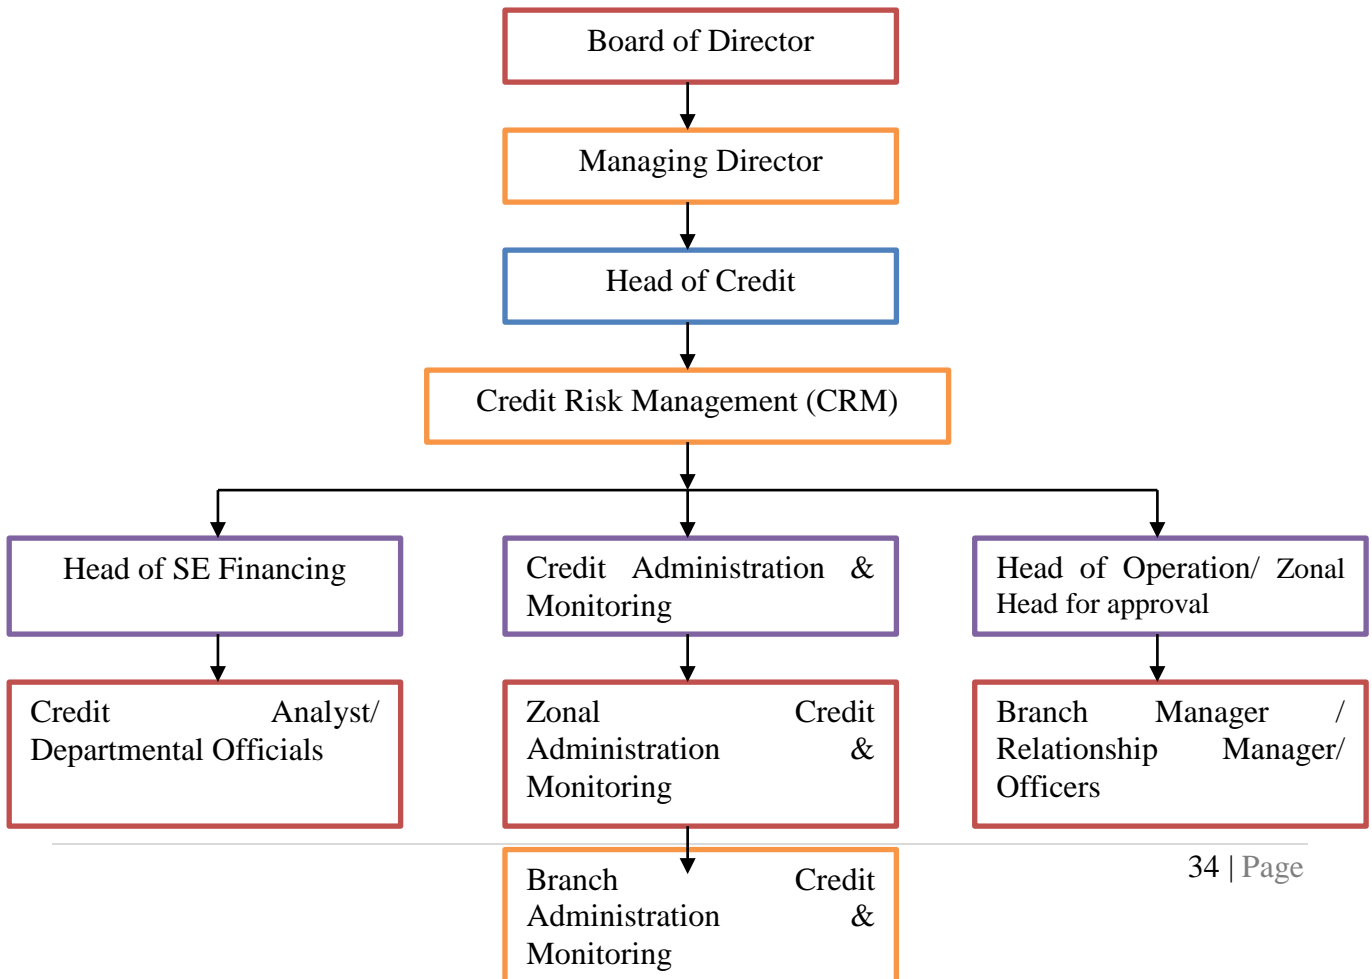 Board of Director
Managing Director
Head of Credit
Credit Risk Management (CRM)
Head of SE Financing
Credit Administration &
Monitoring
Head of Operation/ Zonal
Head for approval
Credit Analyst/
Departmental Officials
Zonal Credit
Administration &
Monitoring
Branch Manager /
Relationship Manager/
Officers
34 | Page
Branch Credit
Administration &
Monitoring